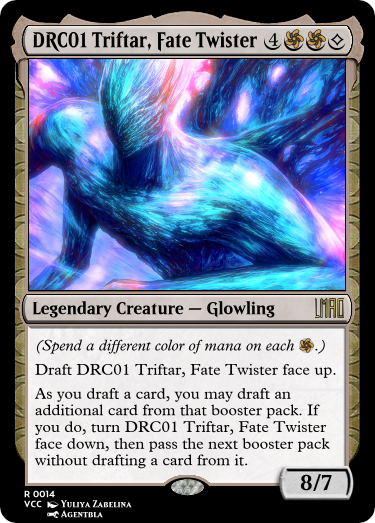 DRC01 Triftar, Fate Twister 4
Legendary Creature — Glowling
LMAO
(Spend a different color of mana on each .)
Draft DRC01 Triftar, Fate Twister face up.
As you draft a card, you may draft an
additional card from that booster pack. If
you do, turn DRC01 Triftar, Fate Twister
face down, then pass the next booster pack
without drafting a card from it.
8/7
R 0014
VCC Yuliya Zabelina
Agentbla